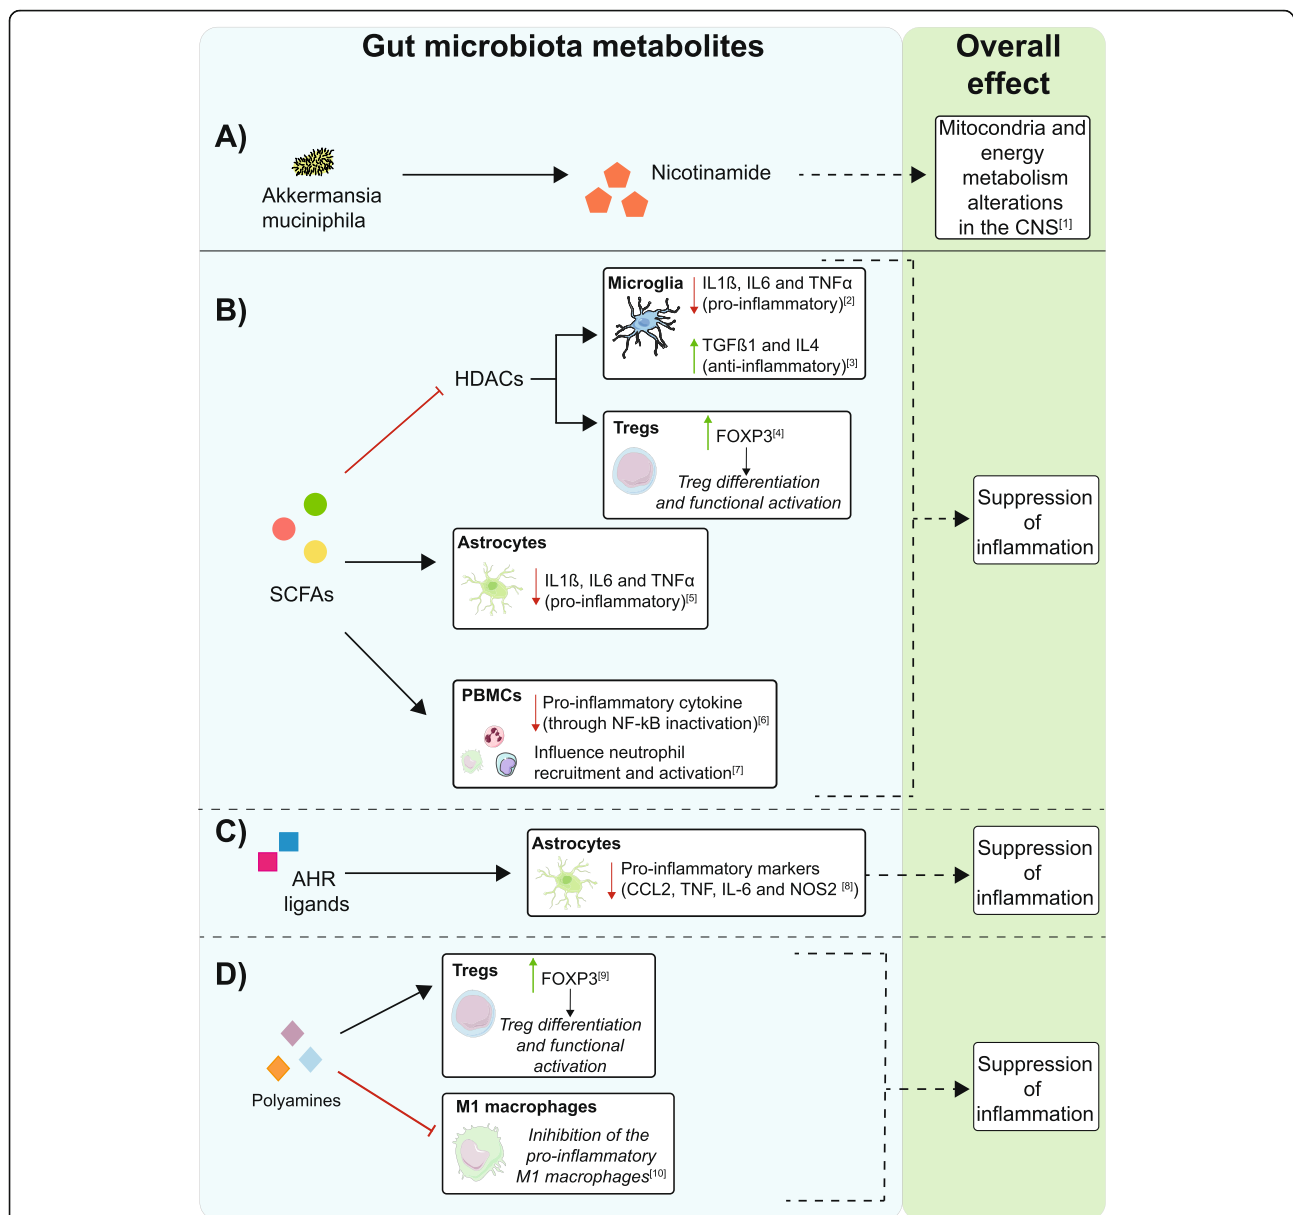 Gut microbiota metabolites
Overall
effect
A)
Akkermansia
muciniphila
Nicotinamide
Mitocondria and
energy
metabolism
alterations
in the CNS[1]
B)
SCFAs
HDACs
Microglia
IL1ß, IL6 and TNFα
(pro-inflammatory)[2]
TGFß1 and IL4
(anti-inflammatory)[3]
Tregs
FOXP3[4]
Treg differentiation
and functional activation
Astrocytes
IL1ß, IL6 and TNFα
(pro-inflammatory)[5]
PBMCs
Pro-inflammatory cytokine
(through NF-kB inactivation)[6]
Influence neutrophil
recruitment and activation[7]
Suppression
of
inflammation
C)
AHR
ligands
Astrocytes
Pro-inflammatory markers
(CCL2, TNF, IL-6 and NOS2 [8])
Suppression
of
inflammation
D)
Polyamines
Tregs
FOXP3[9]
Treg differentiation
and functional
activation
M1 macrophages
Inihibition of the
pro-inflammatory
M1 macrophages[10]
Suppression
of
inflammation